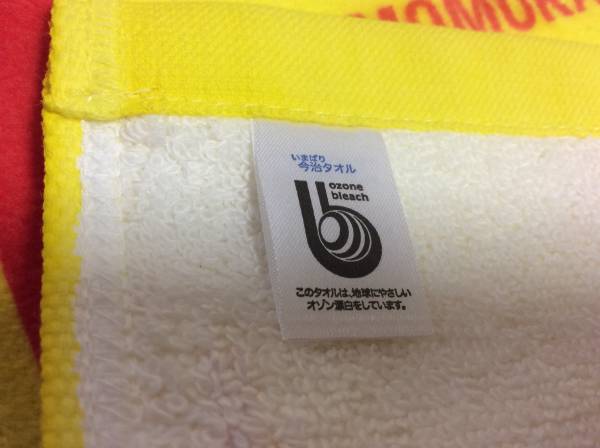 MOMOKA
いまばり
今治タオル
ozone
bleach
このタオルは、地球にやさしい
オゾン漂白をしています。